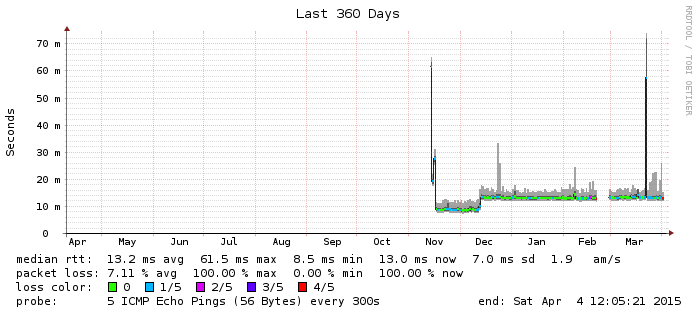 Last 360 Days
RRDTOOL / TOBI OETIKER
Seconds
70 m
60 m
50 m
40 m
30 m
20 m
10 m
0
Apr May Jun Jul Aug Sep Oct Nov Dec Jan Feb Mar
median rtt: 13.2 ms avg 61.5 ms max 8.5 ms min 13.0 ms now 7.0 ms sd 1.9 am/s
packet loss: 7.11 % avg 100.00 % max 0.00 % min 100.00 % now
loss color: 0 1/5 2/5 3/5 4/5
probe: 5 ICMP Echo Pings (56 Bytes) every 300s end: Sat Apr 4 12:05:21 2015